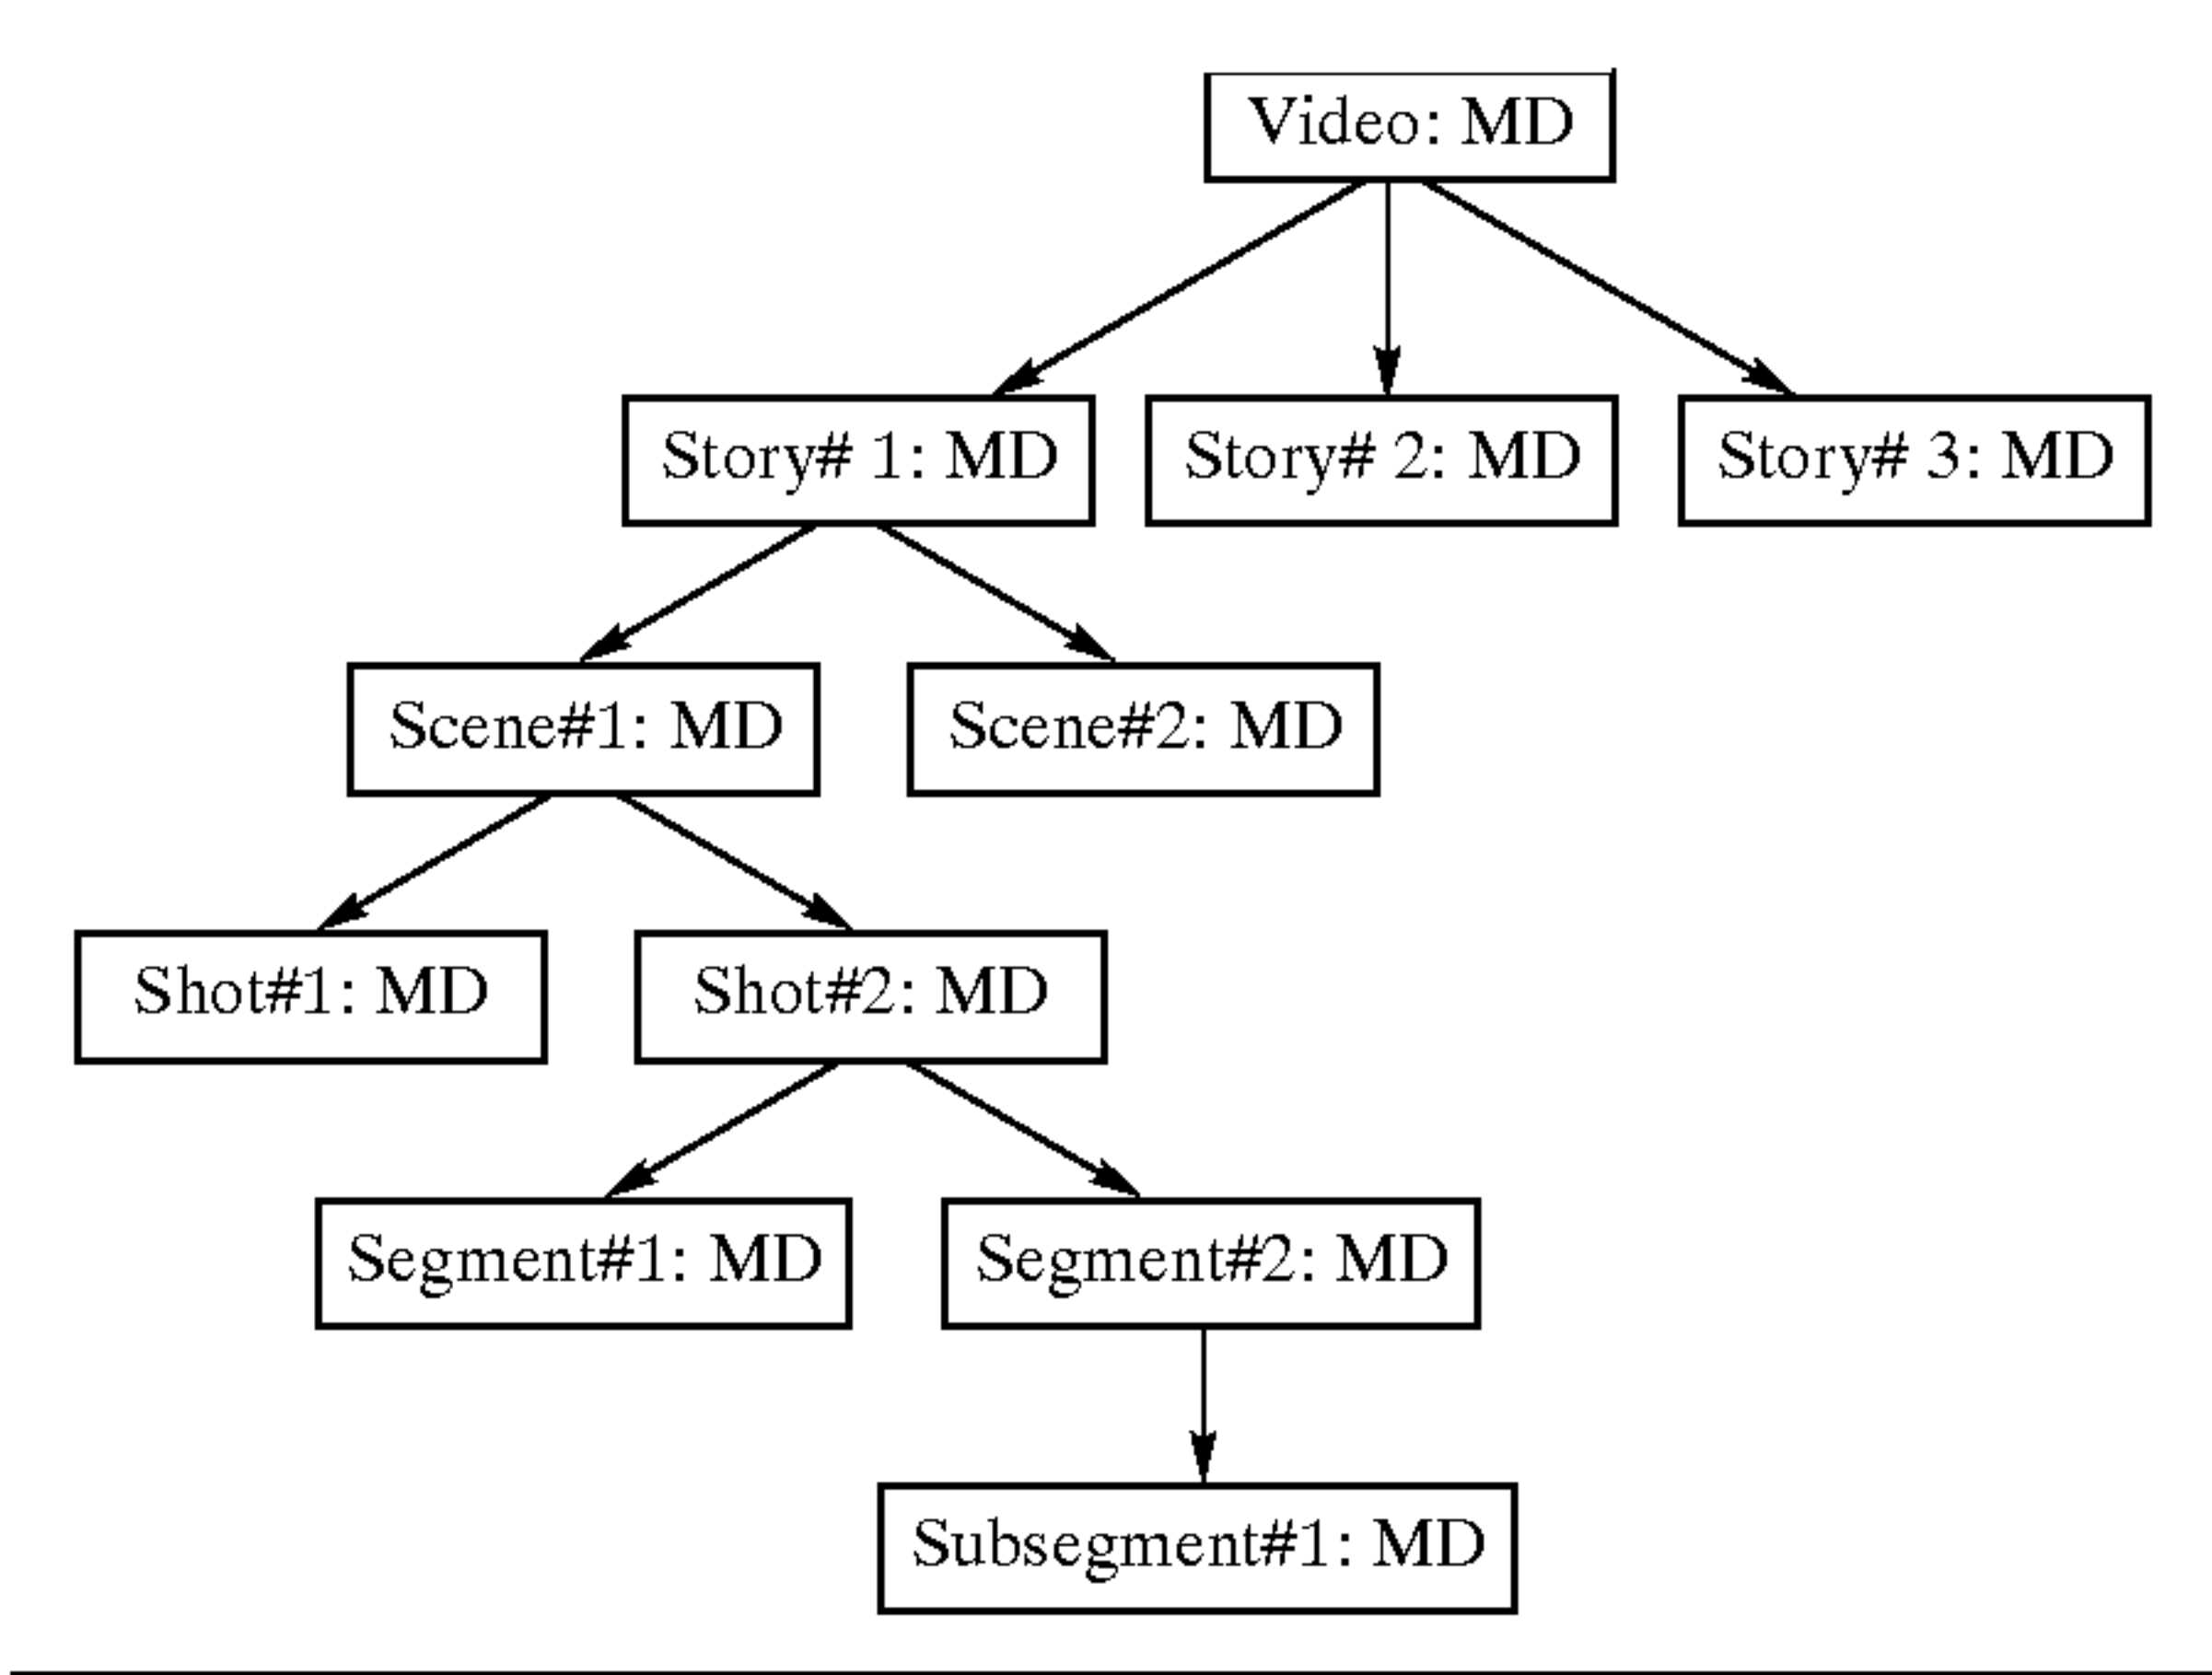 Video: MD
Story# 1: MD
Story# 2: MD
Story# 3: MD
Scene#1: MD
Scene#2: MD
Shot#1: MD
Shot#2: MD
Segment#1: MD
Segment#2: MD
Subsegment#1: MD